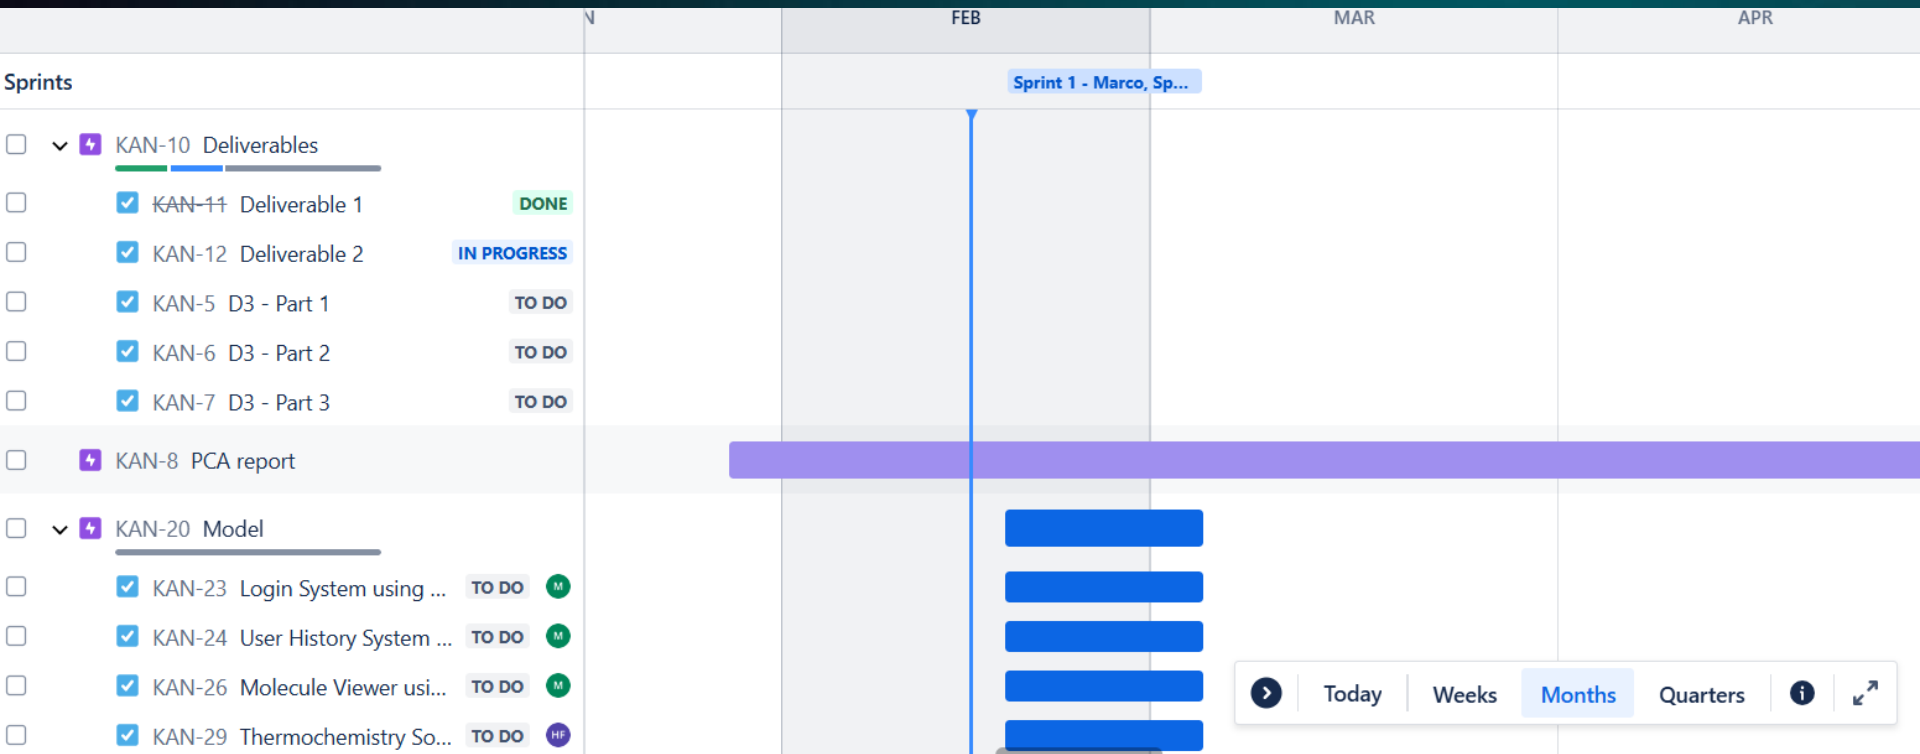 N FEB MAR APR
Sprints Sprint 1 - Marco, Sp...
KAN-10 Deliverables
KAN-11 Deliverable 1 DONE
KAN-12 Deliverable 2 IN PROGRESS
KAN-5 D3 - Part 1 TO DO
KAN-6 D3 - Part 2 TO DO
KAN-7 D3 - Part 3 TO DO
KAN-8 PCA report
KAN-20 Model
KAN-23 Login System using ... TO DO M
KAN-24 User History System ... TO DO M
KAN-26 Molecule Viewer usi... TO DO M
Today Weeks Months Quarters
KAN-29 Thermochemistry So... TO DO HF